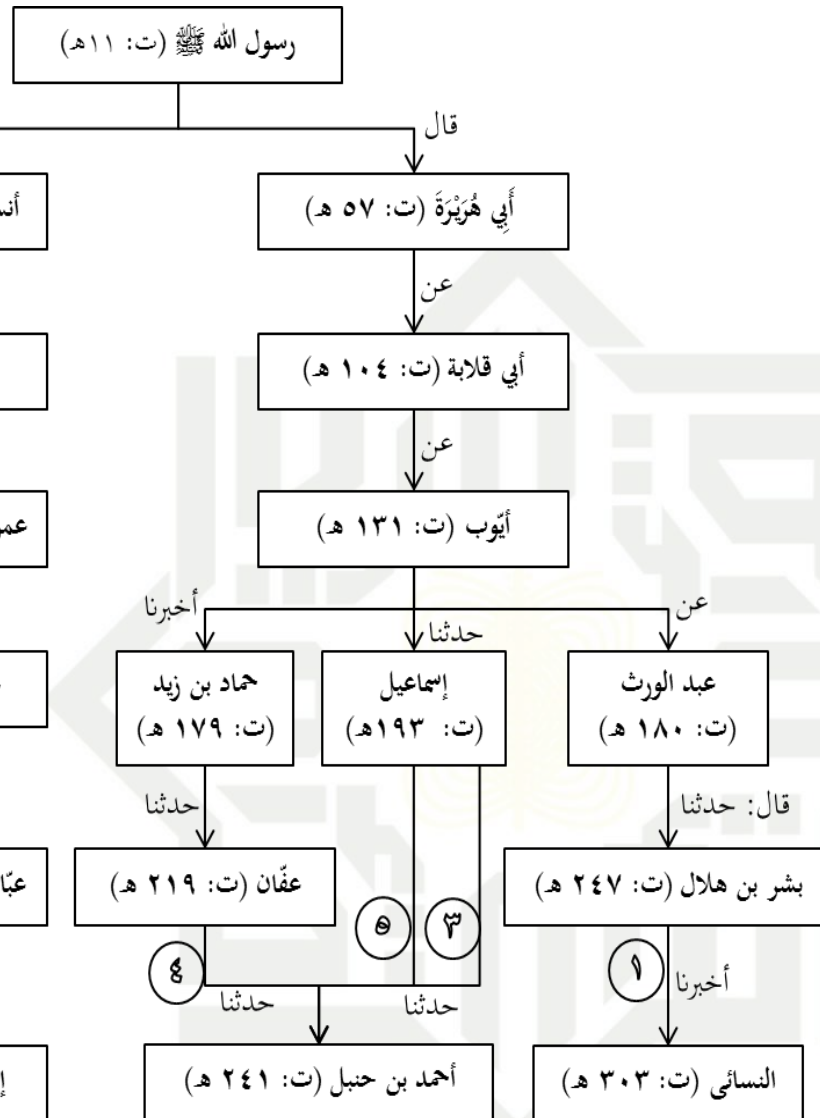 رسول الله ﷺ (ت: ١١هـ)
قال
أَبِي هُرَيْرَةَ (ت: ٥٧ هـ)
عن
أبي قلابة (ت: ١٠٤ هـ)
عن
أيّوب (ت: ١٣١ هـ)
عن
حدثنا
أخبرنا
عبد الورث
(ت: ١٨٠ هـ)
إسماعيل
(ت: ١٩٣هـ)
حماد بن زيد
(ت: ١٧٩ هـ)
قال: حدثنا
حدثنا
بشر بن هلال (ت: ٢٤٧ هـ)
عفّان (ت: ٢١٩ هـ)
١
٣
٥
٤
أخبرنا
حدثنا
حدثنا
النسائي (ت: ٣٠٣ هـ)
أحمد بن حنبل (ت: ٢٤١ هـ)